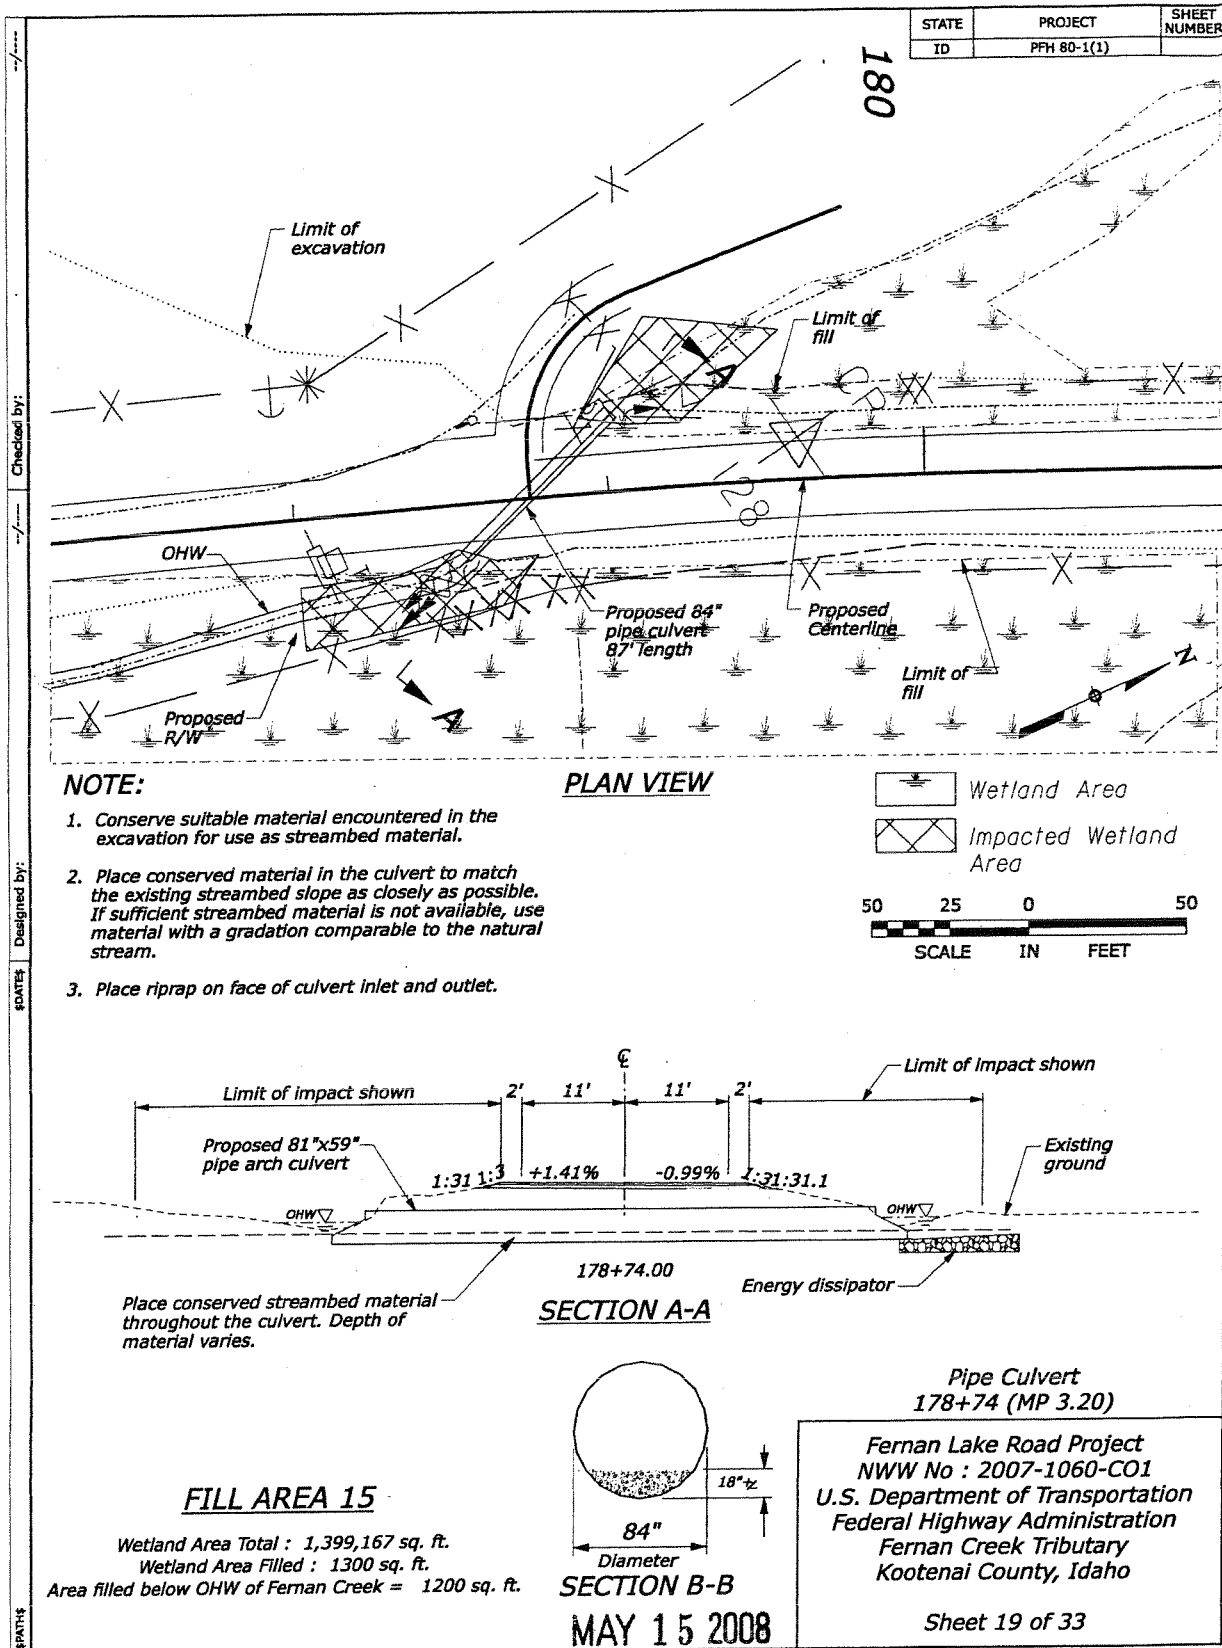 STATE PROJECT SHEET NUMBER
ID PFH 80-1(1)
180
Limit of
excavation
Limit of
fill
A
28
OHW
Proposed 84"
pipe culvert
87' length
Proposed
Centerline
Limit of
fill
N
Proposed
R/W
A
--/----
Checked by:
--/----
Designed by:
$DATE$
$PATH$
NOTE:
PLAN VIEW
1. Conserve suitable material encountered in the
excavation for use as streambed material.
2. Place conserved material in the culvert to match
the existing streambed slope as closely as possible.
If sufficient streambed material is not available, use
material with a gradation comparable to the natural
stream.
3. Place riprap on face of culvert inlet and outlet.
Wetland Area
Impacted Wetland
Area
50 25 0 50
SCALE IN FEET
℄
Limit of impact shown 2' 11' 11' 2' Limit of impact shown
Proposed 81"x59"
pipe arch culvert
Existing
ground
1:31 1:3 +1.41% -0.99% 1:31:31.1
OHW OHW
178+74.00
Energy dissipator
Place conserved streambed material
throughout the culvert. Depth of
material varies.
SECTION A-A
18"±
84"
Diameter
SECTION B-B
MAY 15 2008
FILL AREA 15
Wetland Area Total : 1,399,167 sq. ft.
Wetland Area Filled : 1300 sq. ft.
Area filled below OHW of Fernan Creek = 1200 sq. ft.
Pipe Culvert
178+74 (MP 3.20)
Fernan Lake Road Project
NWW No : 2007-1060-CO1
U.S. Department of Transportation
Federal Highway Administration
Fernan Creek Tributary
Kootenai County, Idaho
Sheet 19 of 33